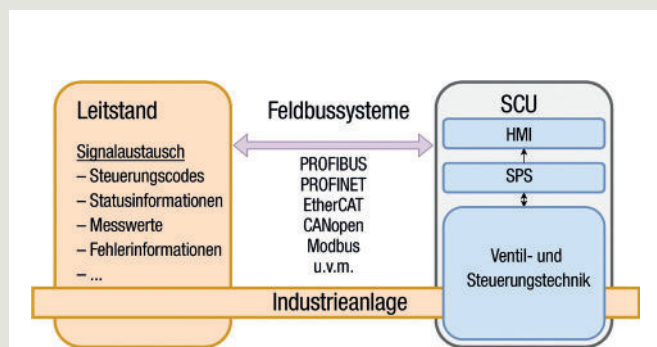 Leitstand
Signalaustausch
– Steuerungscodes
– Statusinformationen
– Messwerte
– Fehlerinformationen
– ...
Feldbussysteme
PROFIBUS
PROFINET
EtherCAT
CANopen
Modbus
u.v.m.
SCU
HMI
SPS
Ventil- und
Steuerungstechnik
Industrieanlage